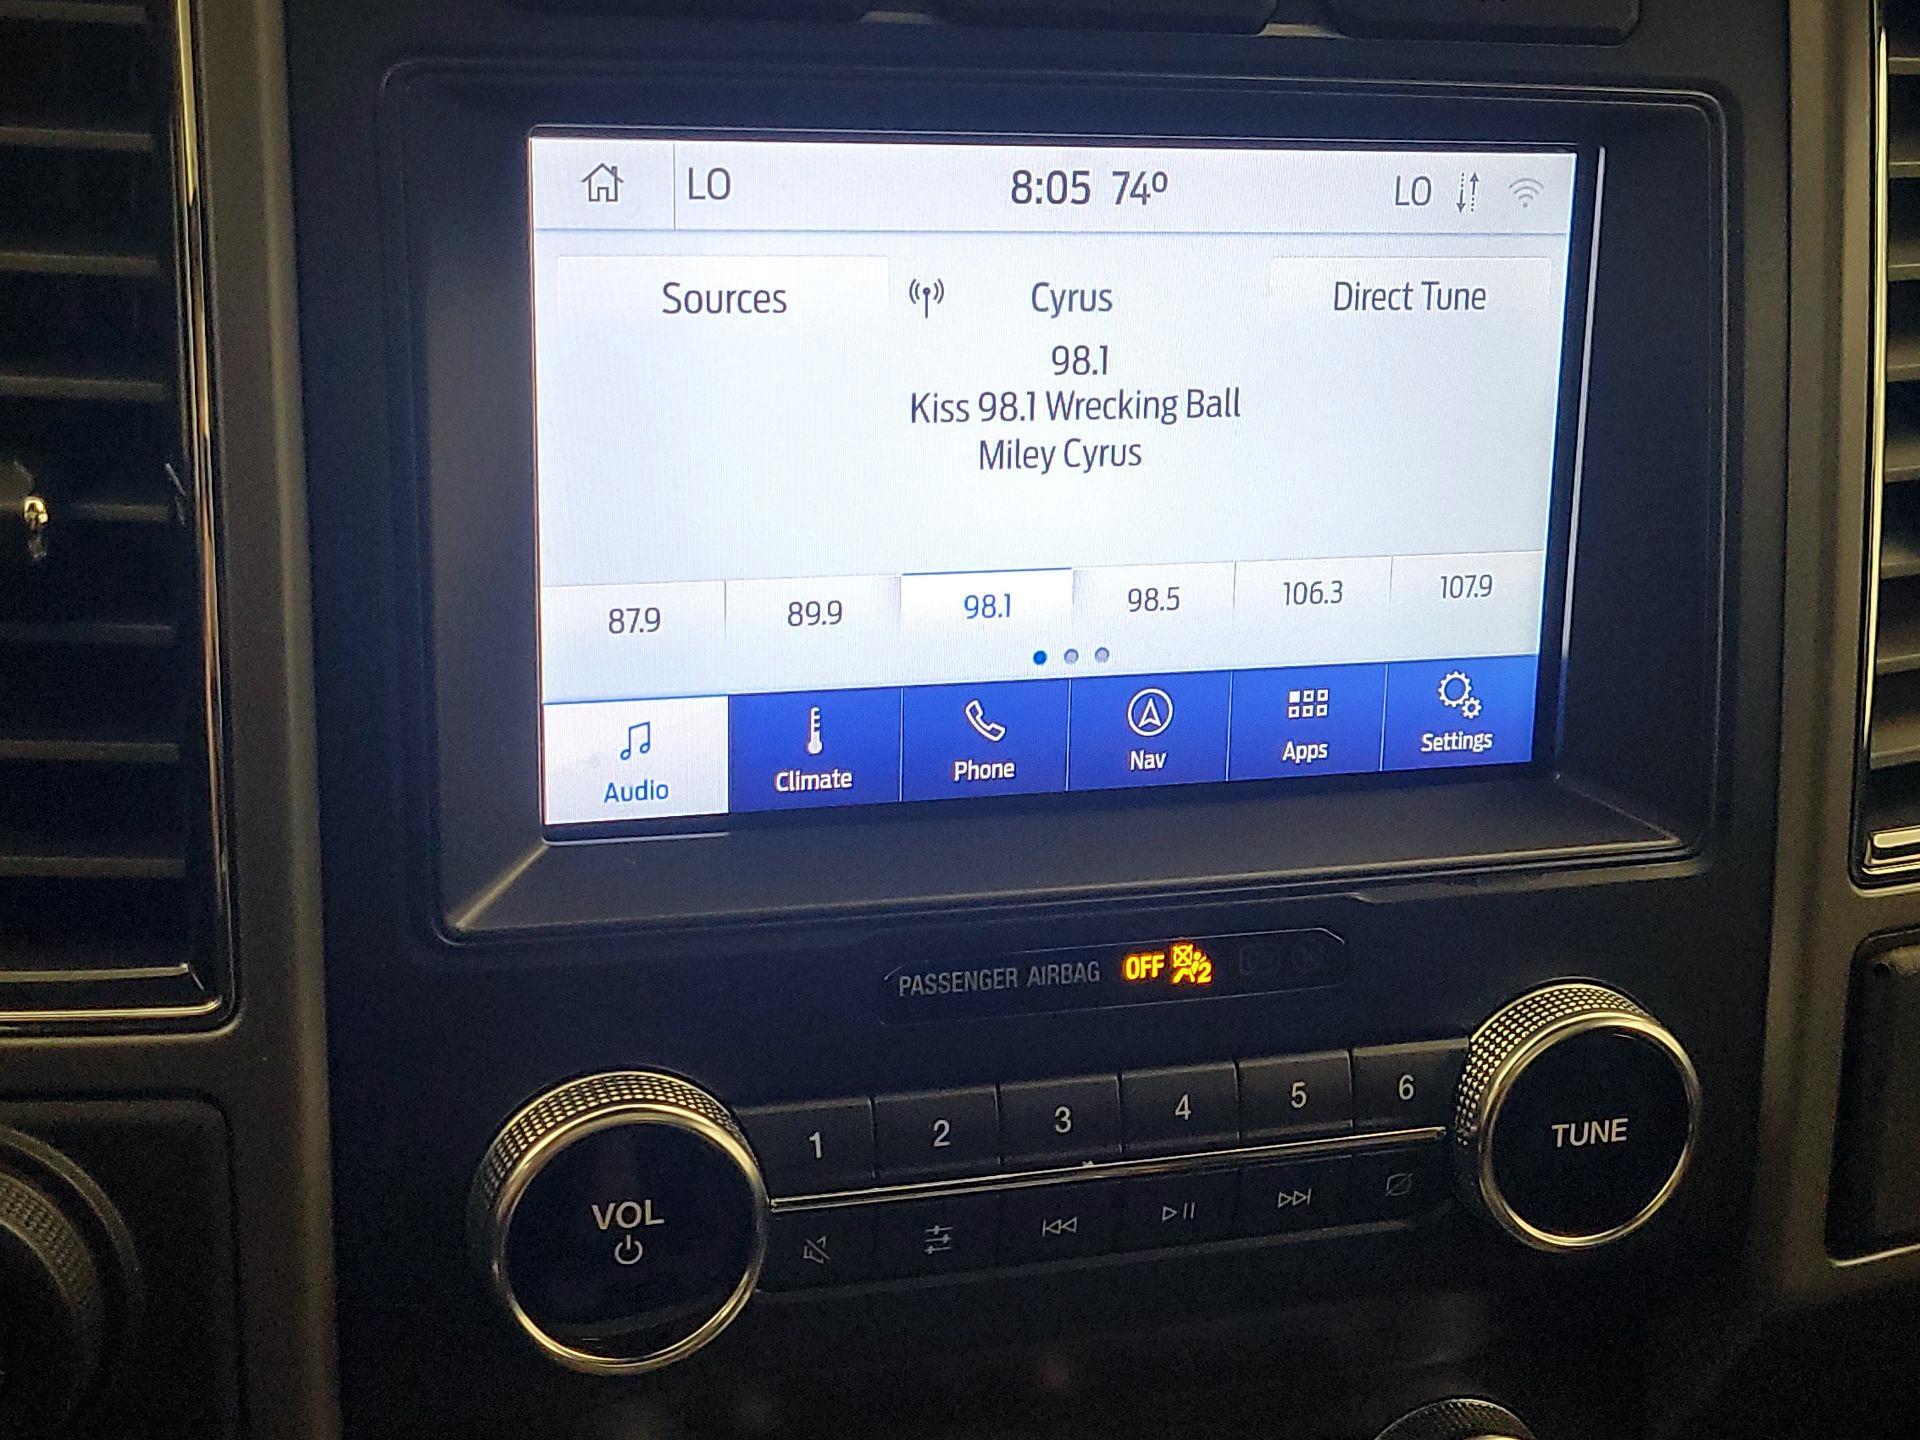 LO 8:05 74º LO
Sources Cyrus Direct Tune
98.1
Kiss 98.1 Wrecking Ball
Miley Cyrus
87.9 89.9 98.1 98.5 106.3 107.9
Audio Climate Phone Nav Apps Settings
PASSENGER AIRBAG OFF 2
1 2 3 4 5 6
VOL
TUNE